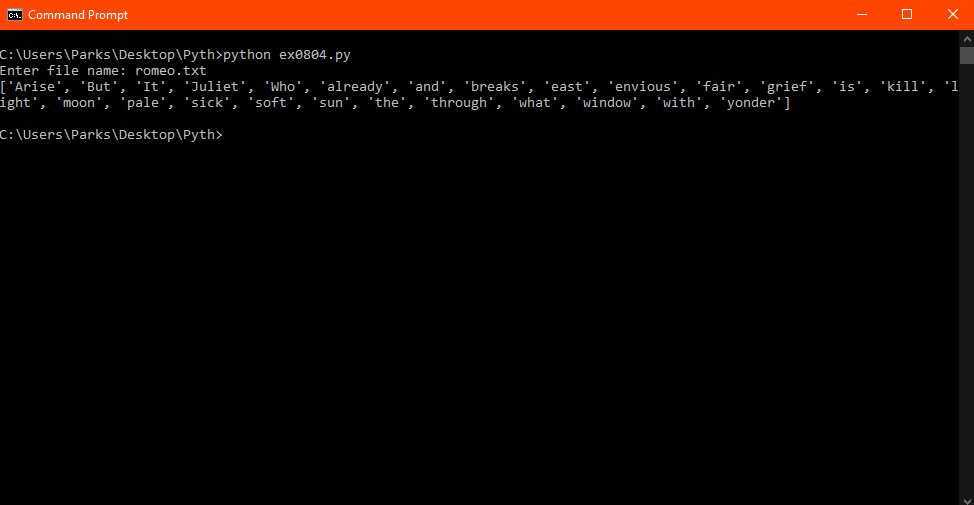 Command Prompt
C:\Users\Parks\Desktop\Pyth>python ex0804.py
Enter file name: romeo.txt
['Arise', 'But', 'It', 'Juliet', 'Who', 'already', 'and', 'breaks', 'east', 'envious', 'fair', 'grief', 'is', 'kill', 'l
ight', 'moon', 'pale', 'sick', 'soft', 'sun', 'the', 'through', 'what', 'window', 'with', 'yonder']
C:\Users\Parks\Desktop\Pyth>